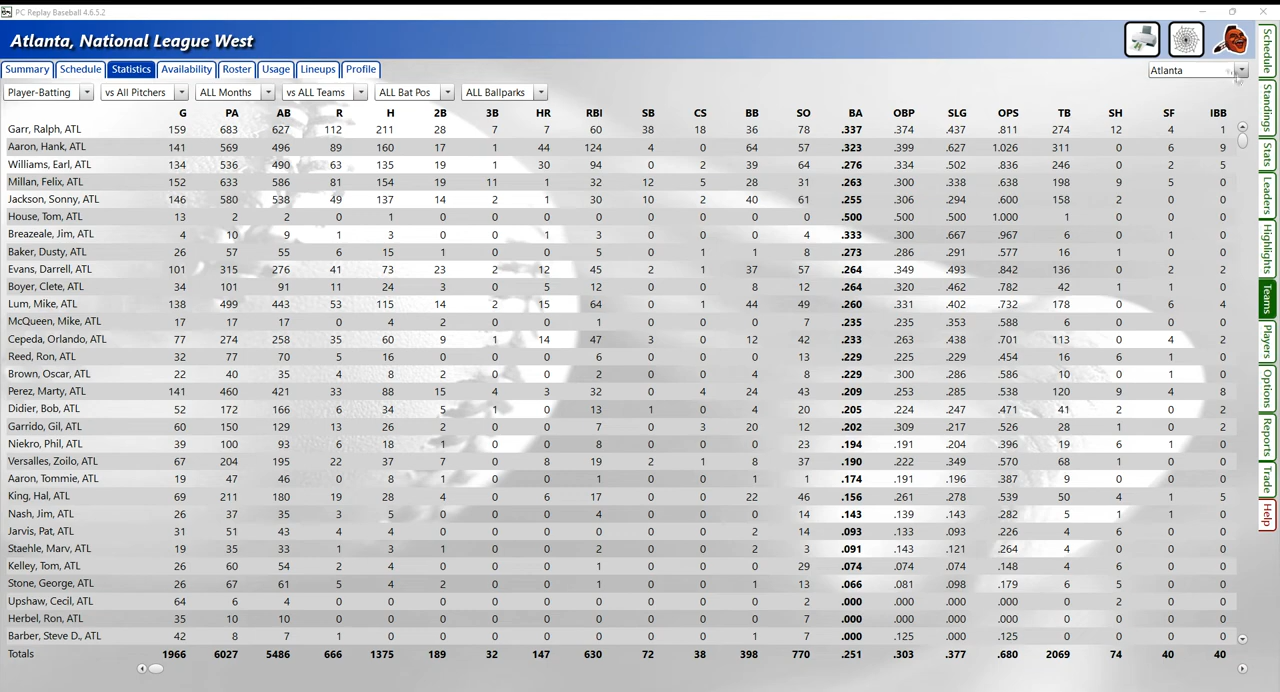 PC Replay Baseball 4.6.5.2
Atlanta, National League West
Summary Schedule Statistics Availability Roster Usage Lineups Profile
Atlanta
Player-Batting vs All Pitchers ALL Months vs ALL Teams ALL Bat Pos ALL Ballparks
G PA AB R H 2B 3B HR RBI SB CS BB SO BA OBP SLG OPS TB SH SF IBB
Garr, Ralph, ATL 159 683 627 112 211 28 7 7 60 38 18 36 78 .337 .374 .437 .811 274 12 4 1
Aaron, Hank, ATL 141 569 496 89 160 17 1 44 124 4 0 64 57 .323 .399 .627 1.026 311 0 6 9
Williams, Earl, ATL 134 536 490 63 135 19 1 30 94 0 2 39 64 .276 .334 .502 .836 246 0 2 5
Millan, Felix, ATL 152 633 586 81 154 19 11 1 32 12 5 28 31 .263 .300 .338 .638 198 9 5 0
Jackson, Sonny, ATL 146 580 538 49 137 14 2 1 30 10 2 40 61 .255 .306 .294 .600 158 2 0 0
House, Tom, ATL 13 2 2 0 1 0 0 0 0 0 0 0 0 .500 .500 .500 1.000 1 0 0 0
Breazeale, Jim, ATL 4 10 9 1 3 0 0 1 3 0 0 0 4 .333 .300 .667 .967 6 0 1 0
Baker, Dusty, ATL 26 57 55 6 15 1 0 0 5 0 1 1 8 .273 .286 .291 .577 16 1 0 0
Evans, Darrell, ATL 101 315 276 41 73 23 2 12 45 2 1 37 57 .264 .349 .493 .842 136 0 2 2
Boyer, Clete, ATL 34 101 91 11 24 3 0 5 12 0 0 8 12 .264 .320 .462 .782 42 1 1 0
Lum, Mike, ATL 138 499 443 53 115 14 2 15 64 0 1 44 49 .260 .331 .402 .732 178 0 6 4
McQueen, Mike, ATL 17 17 17 0 4 2 0 0 1 0 0 0 7 .235 .235 .353 .588 6 0 0 0
Cepeda, Orlando, ATL 77 274 258 35 60 9 1 14 47 3 0 12 42 .233 .263 .438 .701 113 0 4 2
Reed, Ron, ATL 32 77 70 5 16 0 0 0 6 0 0 0 13 .229 .225 .229 .454 16 6 1 0
Brown, Oscar, ATL 22 40 35 4 8 2 0 0 2 0 0 4 8 .229 .300 .286 .586 10 0 1 0
Perez, Marty, ATL 141 460 421 33 88 15 4 3 32 0 4 24 43 .209 .253 .285 .538 120 9 4 8
Didier, Bob, ATL 52 172 166 6 34 5 1 0 13 1 0 4 20 .205 .224 .247 .471 41 2 0 2
Garrido, Gil, ATL 60 150 129 13 26 2 0 0 7 0 3 20 12 .202 .309 .217 .526 28 1 0 2
Niekro, Phil, ATL 39 100 93 6 18 1 0 0 8 0 0 0 23 .194 .191 .204 .396 19 6 1 0
Versalles, Zoilo, ATL 67 204 195 22 37 7 0 8 19 2 1 8 37 .190 .222 .349 .570 68 1 0 0
Aaron, Tommie, ATL 19 47 46 0 8 1 0 0 1 0 0 1 1 .174 .191 .196 .387 9 0 0 0
King, Hal, ATL 69 211 180 19 28 4 0 6 17 0 0 22 46 .156 .261 .278 .539 50 4 1 5
Nash, Jim, ATL 26 37 35 3 5 0 0 0 4 0 0 0 14 .143 .139 .143 .282 5 1 1 0
Jarvis, Pat, ATL 31 51 43 4 4 0 0 0 0 0 0 2 14 .093 .133 .093 .226 4 6 0 0
Staehle, Marv, ATL 19 35 33 1 3 1 0 0 2 0 0 2 3 .091 .143 .121 .264 4 0 0 0
Kelley, Tom, ATL 26 60 54 2 4 0 0 0 1 0 0 0 29 .074 .074 .074 .148 4 6 0 0
Stone, George, ATL 26 67 61 5 4 2 0 0 1 0 0 1 13 .066 .081 .098 .179 6 5 0 0
Upshaw, Cecil, ATL 64 6 4 0 0 0 0 0 0 0 0 0 2 .000 .000 .000 .000 0 2 0 0
Herbel, Ron, ATL 35 10 10 0 0 0 0 0 0 0 0 0 7 .000 .000 .000 .000 0 0 0 0
Barber, Steve D., ATL 42 8 7 1 0 0 0 0 0 0 0 1 7 .000 .125 .000 .125 0 0 0 0
Totals 1966 6027 5486 666 1375 189 32 147 630 72 38 398 770 .251 .303 .377 .680 2069 74 40 40
Schedule
Standings
Stats
Leaders
Highlights
Teams
Players
Options
Reports
Trade
Help